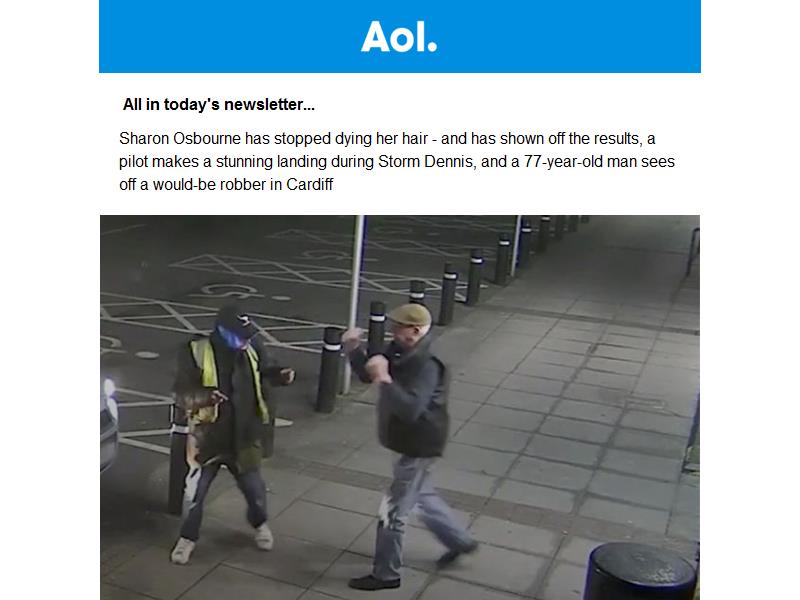 Aol.
All in today's newsletter...
Sharon Osbourne has stopped dying her hair - and has shown off the results, a
pilot makes a stunning landing during Storm Dennis, and a 77-year-old man sees
off a would-be robber in Cardiff